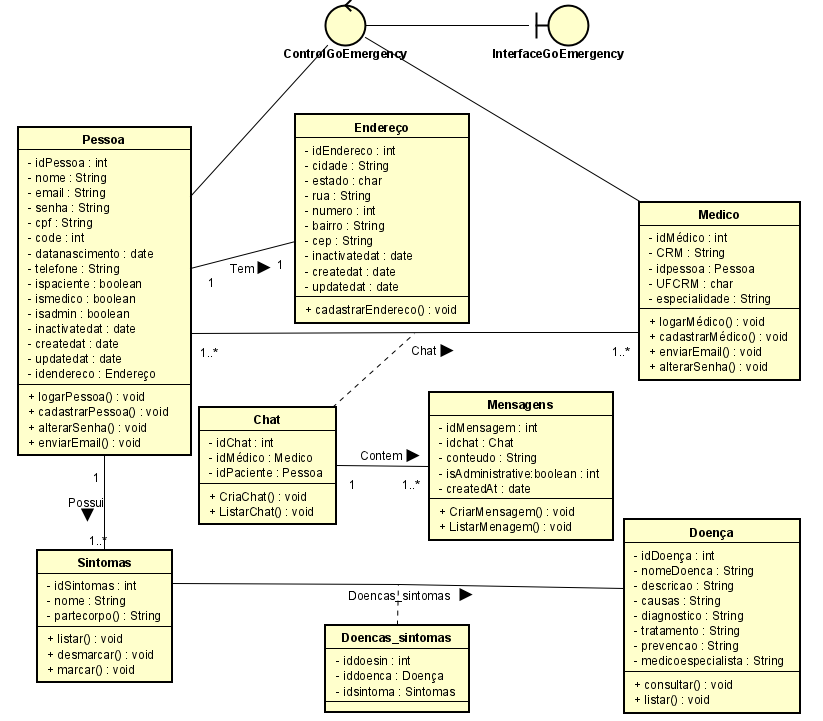 ControlGoEmergency
InterfaceGoEmergency
Pessoa
- idPessoa : int
- nome : String
- email : String
- senha : String
- cpf : String
- code : int
- datanascimento : date
- telefone : String
- ispaciente : boolean
- ismedico : boolean
- isadmin : boolean
- inactivatedat : date
- createdat : date
- updatedat : date
- idendereco : Endereço
+ logarPessoa() : void
+ cadastrarPessoa() : void
+ alterarSenha() : void
+ enviarEmail() : void
Endereço
- idEndereco : int
- cidade : String
- estado : char
- rua : String
- numero : int
- bairro : String
- cep : String
- inactivatedat : date
- createdat : date
- updatedat : date
+ cadastrarEndereco() : void
Tem
1
1
Medico
- idMédico : int
- CRM : String
- idpessoa : Pessoa
- UFCRM : char
- especialidade : String
+ logarMédico() : void
+ cadastrarMédico() : void
+ enviarEmail() : void
+ alterarSenha() : void
1..*
Chat
1..*
Chat
- idChat : int
- idMédico : Medico
- idPaciente : Pessoa
+ CriaChat() : void
+ ListarChat() : void
Contem
1
1..*
Mensagens
- idMensagem : int
- idchat : Chat
- conteudo : String
- isAdministrative:boolean : int
- createdAt : date
+ CriarMensagem() : void
+ ListarMenagem() : void
1
Possui
1..*
Sintomas
- idSintomas : int
- nome : String
- partecorpo() : String
+ listar() : void
+ desmarcar() : void
+ marcar() : void
Doencas_sintomas
Doencas_sintomas
- iddoesin : int
- iddoenca : Doença
- idsintoma : Sintomas
Doença
- idDoença : int
- nomeDoenca : String
- descricao : String
- causas : String
- diagnostico : String
- tratamento : String
- prevencao : String
- medicoespecialista : String
+ consultar() : void
+ listar() : void